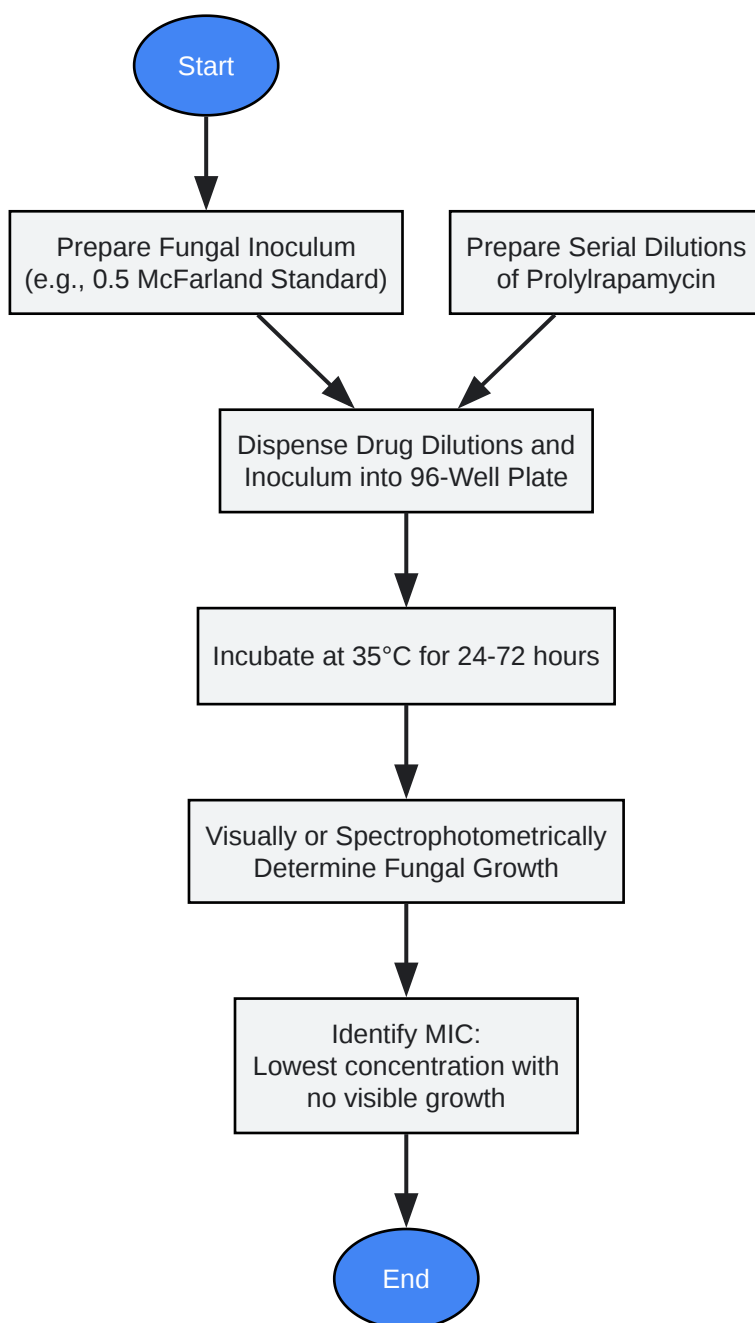 Start
Prepare Fungal Inoculum
(e.g., 0.5 McFarland Standard)
Prepare Serial Dilutions
of Prolylrapamycin
Dispense Drug Dilutions and
Inoculum into 96-Well Plate
Incubate at 35°C for 24-72 hours
Visually or Spectrophotometrically
Determine Fungal Growth
Identify MIC:
Lowest concentration with
no visible growth
End